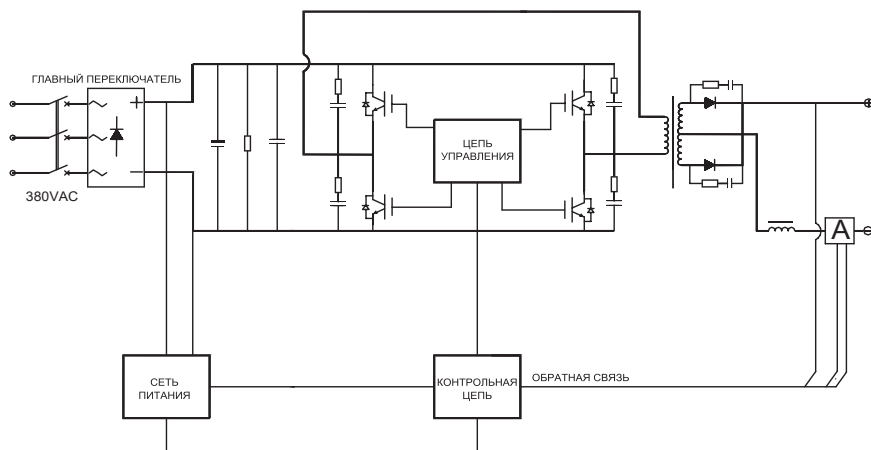 ГЛАВНЫЙ ПЕРЕКЛЮЧАТЕЛЬ
380VAC
ЦЕПЬ
УПРАВЛЕНИЯ
A
СЕТЬ
ПИТАНИЯ
КОНТРОЛЬНАЯ
ЦЕПЬ
ОБРАТНАЯ СВЯЗЬ